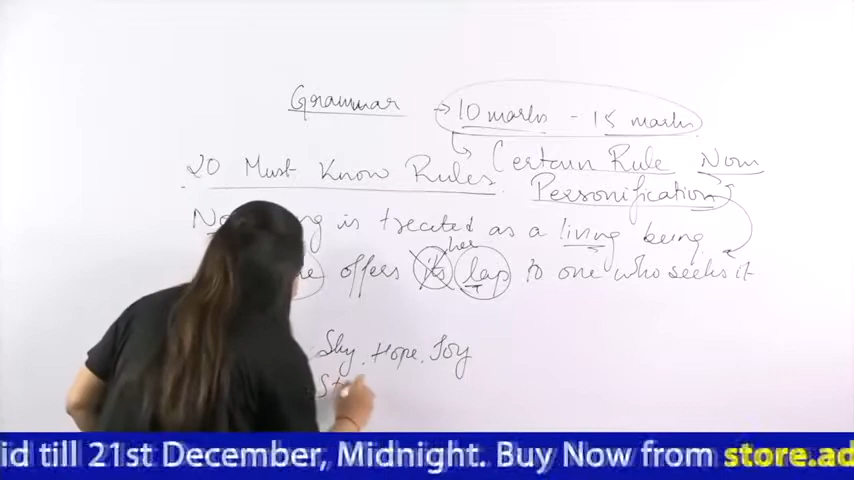 Grammar → 10 marks - 15 marks
20 Must Know Rules (Certain Rule Noun
Personification
is treated as a living being
her
offers its lap to one who seeks it
Sky, Hope, Joy
St
id till 21st December, Midnight. Buy Now from store.ad